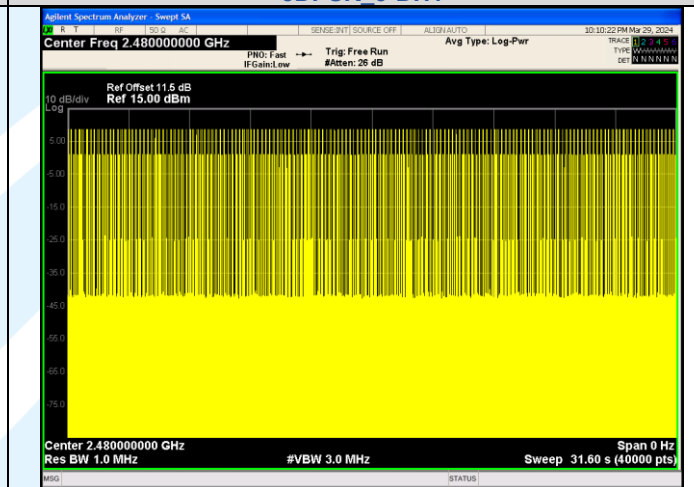 Agilent Spectrum Analyzer - Swept SA
R T RF 50 Ω AC SENSE:INT SOURCE OFF ALIGN AUTO 10:10:22 PM Mar 29, 2024
Center Freq 2.480000000 GHz
PNO: Fast Trig: Free Run
IFGain:Low #Atten: 26 dB
Avg Type: Log-Pwr
TRACE 1 2 3 4 5 6
TYPE W
DET N N N N N N
Ref Offset 11.5 dB
10 dB/div Ref 15.00 dBm
Log
5.00
-5.00
-15.0
-25.0
-35.0
-45.0
-55.0
-65.0
-75.0
Center 2.480000000 GHz Span 0 Hz
Res BW 1.0 MHz #VBW 3.0 MHz Sweep 31.60 s (40000 pts)
MSG STATUS